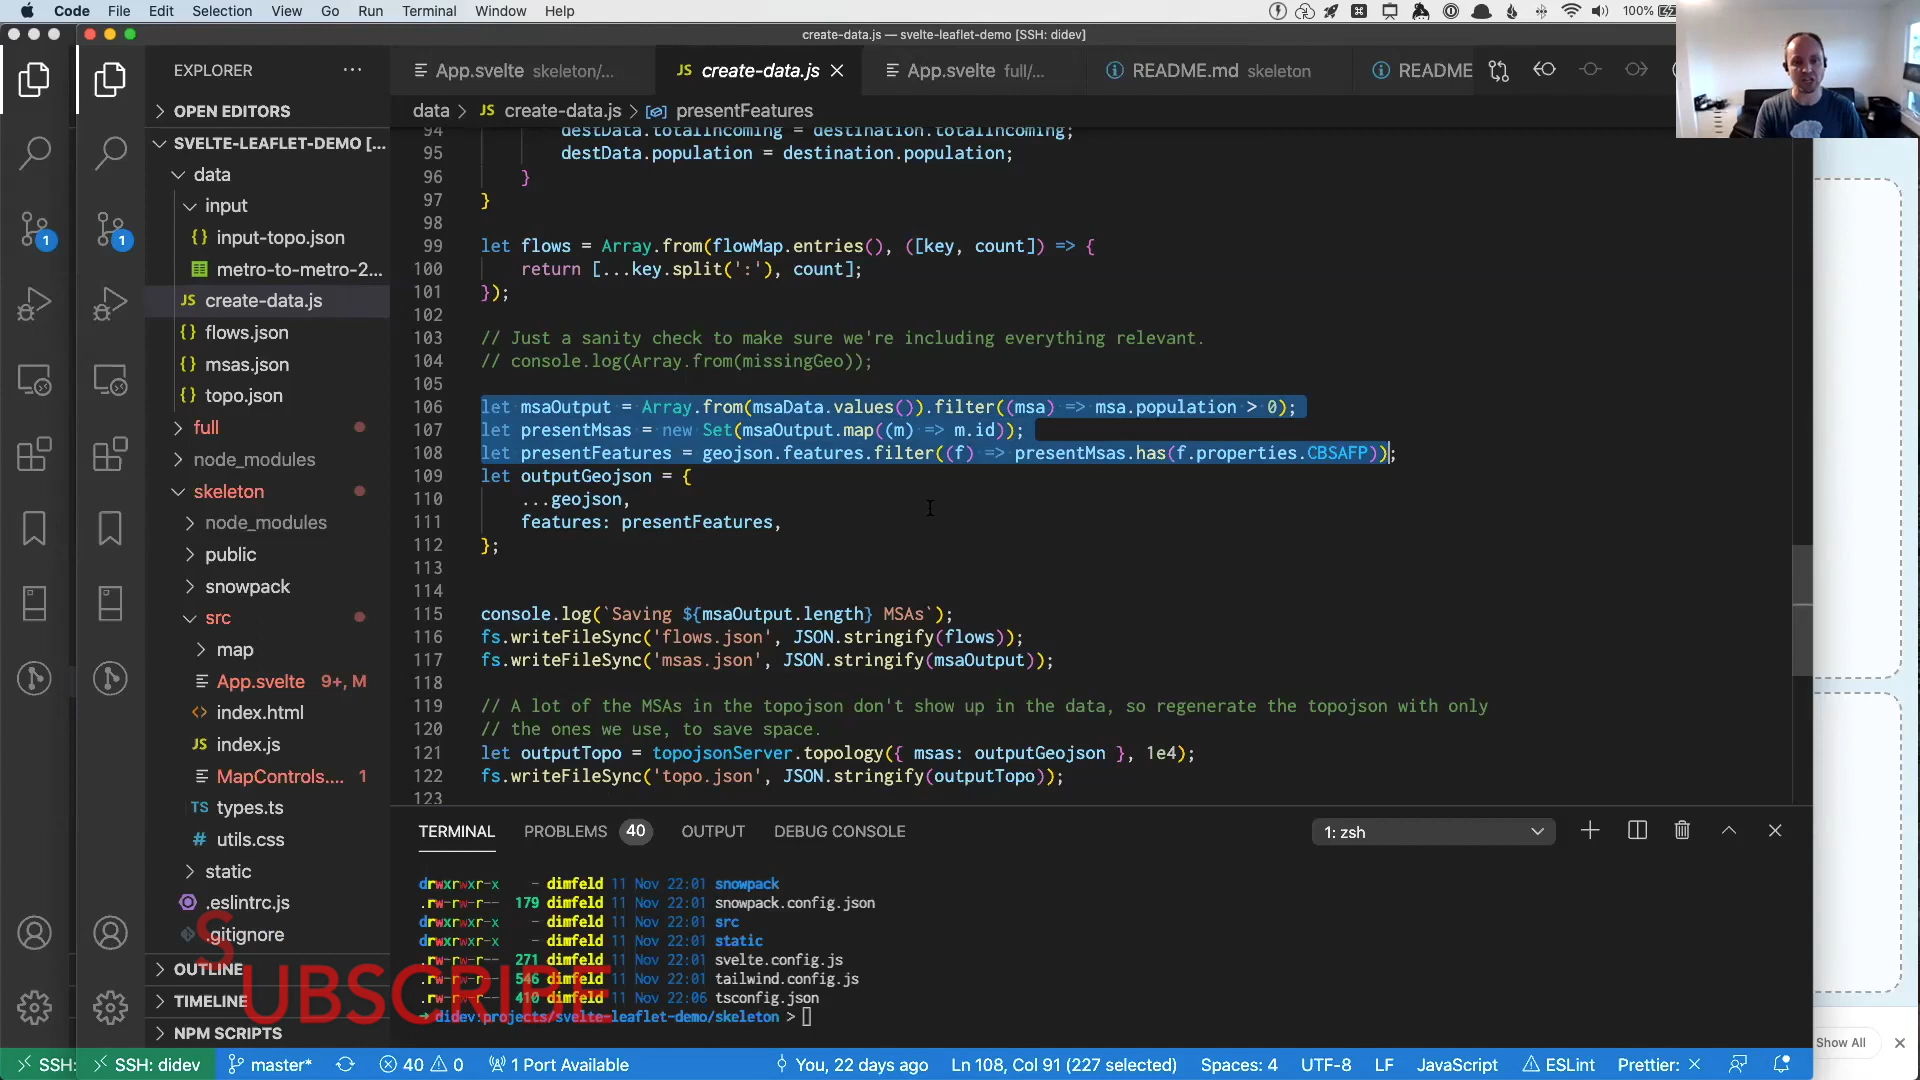 Code File Edit Selection View Go Run Terminal Window Help
100%
create-data.js — svelte-leaflet-demo [SSH: didev]
EXPLORER
App.svelte skeleton/...
JS create-data.js
App.svelte full/...
README.md skeleton
README
OPEN EDITORS
data > JS create-data.js > presentFeatures
SVELTE-LEAFLET-DEMO [...
data
input
input-topo.json
metro-to-metro-2...
JS create-data.js
flows.json
msas.json
topo.json
full
node_modules
skeleton
node_modules
public
snowpack
src
map
App.svelte 9+, M
index.html
JS index.js
MapControls.... 1
TS types.ts
# utils.css
static
.eslintrc.js
.gitignore
OUTLINE
TIMELINE
NPM SCRIPTS
1
1
94 destData.totalIncoming = destination.totalIncoming;
95 destData.population = destination.population;
96 }
97 }
98
99 let flows = Array.from(flowMap.entries(), ([key, count]) => {
100 return [...key.split(':'), count];
101 });
102
103 // Just a sanity check to make sure we're including everything relevant.
104 // console.log(Array.from(missingGeo));
105
106 let msaOutput = Array.from(msaData.values()).filter((msa) => msa.population > 0);
107 let presentMsas = new Set(msaOutput.map((m) => m.id));
108 let presentFeatures = geojson.features.filter((f) => presentMsas.has(f.properties.CBSAFP));
109 let outputGeojson = {
110 ...geojson,
111 features: presentFeatures,
112 };
113
114
115 console.log(`Saving ${msaOutput.length} MSAs`);
116 fs.writeFileSync('flows.json', JSON.stringify(flows));
117 fs.writeFileSync('msas.json', JSON.stringify(msaOutput));
118
119 // A lot of the MSAs in the topojson don't show up in the data, so regenerate the topojson with only
120 // the ones we use, to save space.
121 let outputTopo = topojsonServer.topology({ msas: outputGeojson }, 1e4);
122 fs.writeFileSync('topo.json', JSON.stringify(outputTopo));
123
TERMINAL PROBLEMS 40 OUTPUT DEBUG CONSOLE
1: zsh
drwxrwxr-x - dimfeld 11 Nov 22:01 snowpack
.rw-rw-r-- 179 dimfeld 11 Nov 22:01 snowpack.config.json
drwxrwxr-x - dimfeld 11 Nov 22:01 src
drwxrwxr-x - dimfeld 11 Nov 22:01 static
.rw-rw-r-- 271 dimfeld 11 Nov 22:01 svelte.config.js
.rw-rw-r-- 546 dimfeld 11 Nov 22:01 tailwind.config.js
.rw-rw-r-- 410 dimfeld 11 Nov 22:06 tsconfig.json
didev:projects/svelte-leaflet-demo/skeleton >
SUBSCRIBE
Show All
SSH:
SSH: didev master* 40 0 1 Port Available You, 22 days ago Ln 108, Col 91 (227 selected) Spaces: 4 UTF-8 LF JavaScript ESLint Prettier: ×